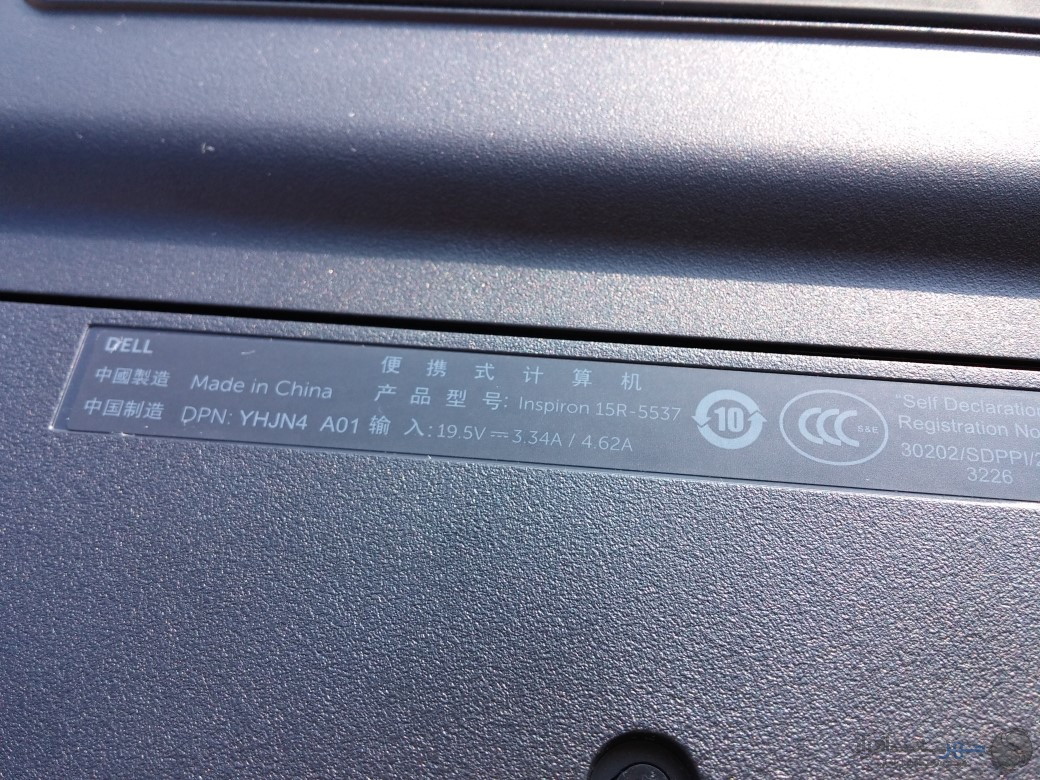 DELL
中國製造 Made in China
中国制造 DPN: YHJN4 A01
便携式计算机
产品型号: Inspiron 15R-5537
输入: 19.5V⎓3.34A / 4.62A
10
CCC S&E
"Self Declaration
Registration No
30202/SDPPI/2
3226